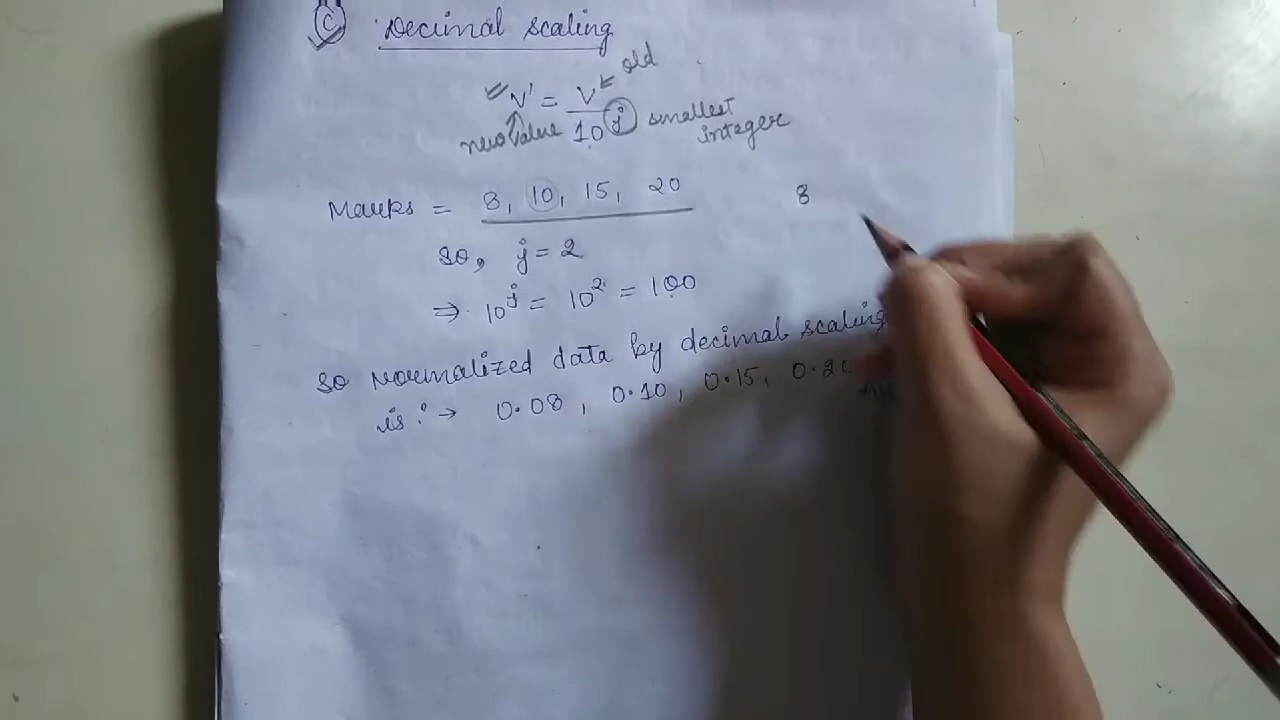 C Decimal scaling
V' = V / 10^j
old
new value
smallest integer
Marks = 8, 10, 15, 20
8
so, j = 2
⇒ 10^j = 10^2 = 100
So Normalized data by decimal scaling
is :→ 0.08, 0.10, 0.15, 0.20